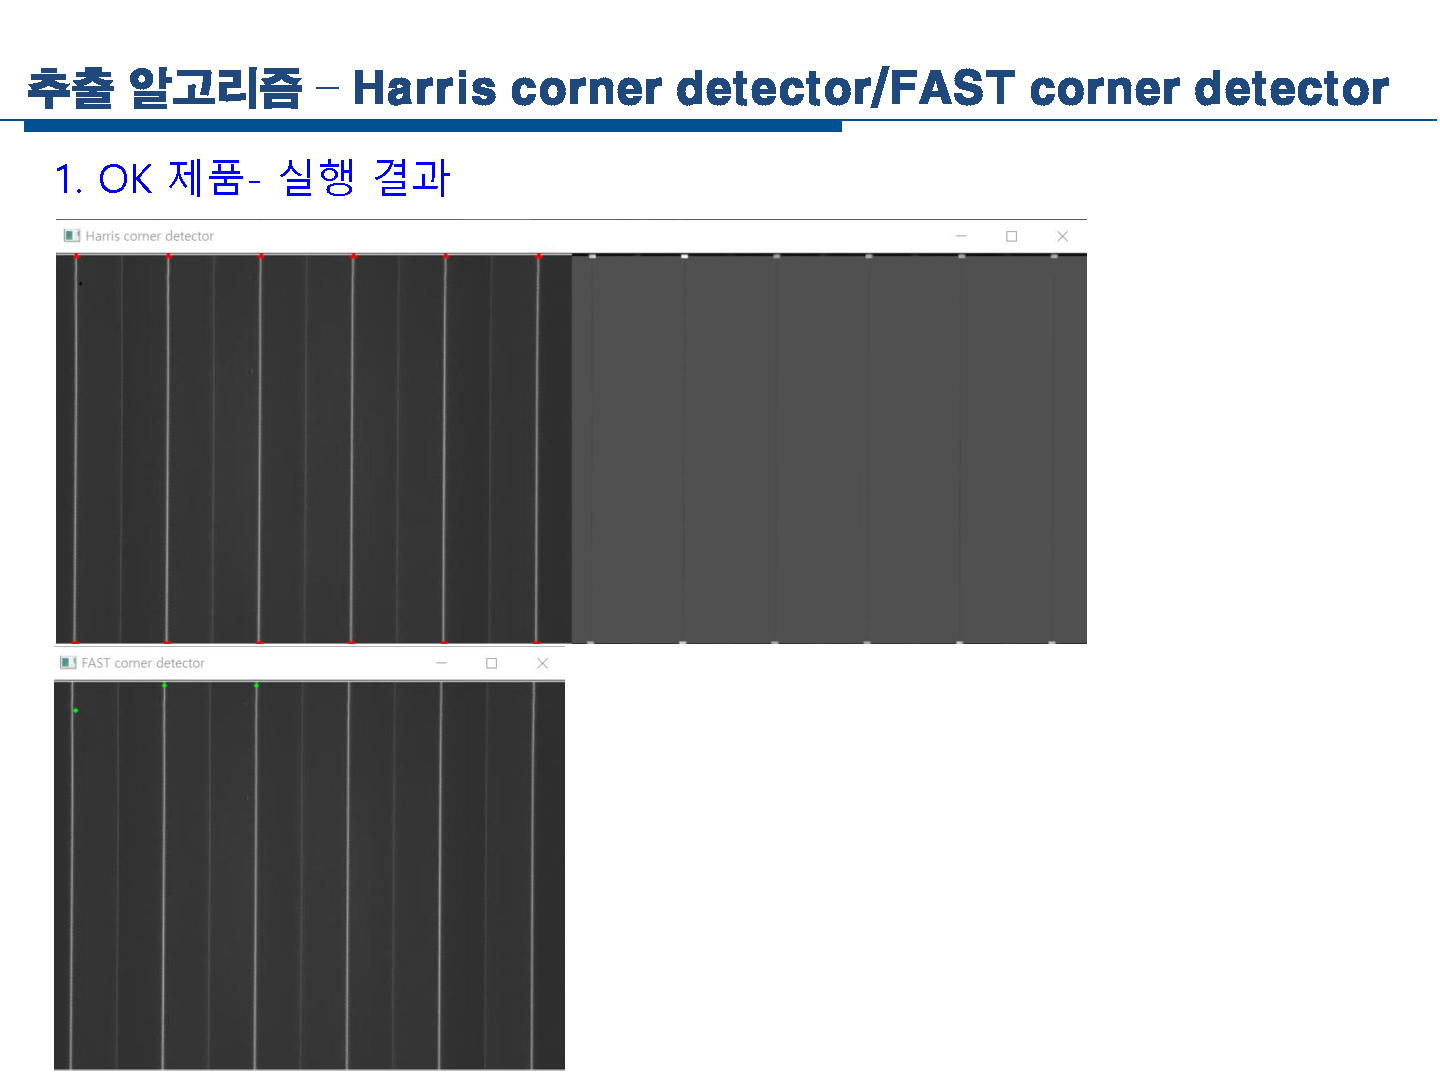 추출 알고리즘 – Harris corner detector/FAST corner detector
1. OK 제품- 실행 결과
Harris corner detector
FAST corner detector